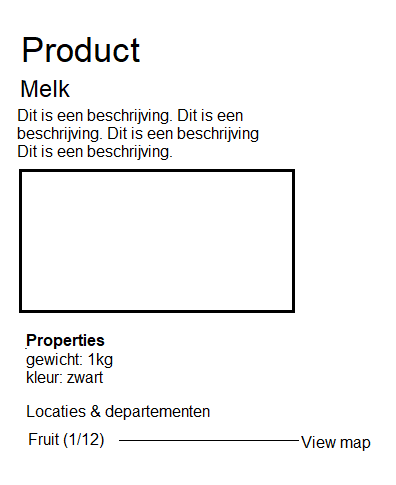 Product
Melk
Dit is een beschrijving. Dit is een
beschrijving. Dit is een beschrijving
Dit is een beschrijving.
Properties
gewicht: 1kg
kleur: zwart
Locaties & departementen
Fruit (1/12)
View map